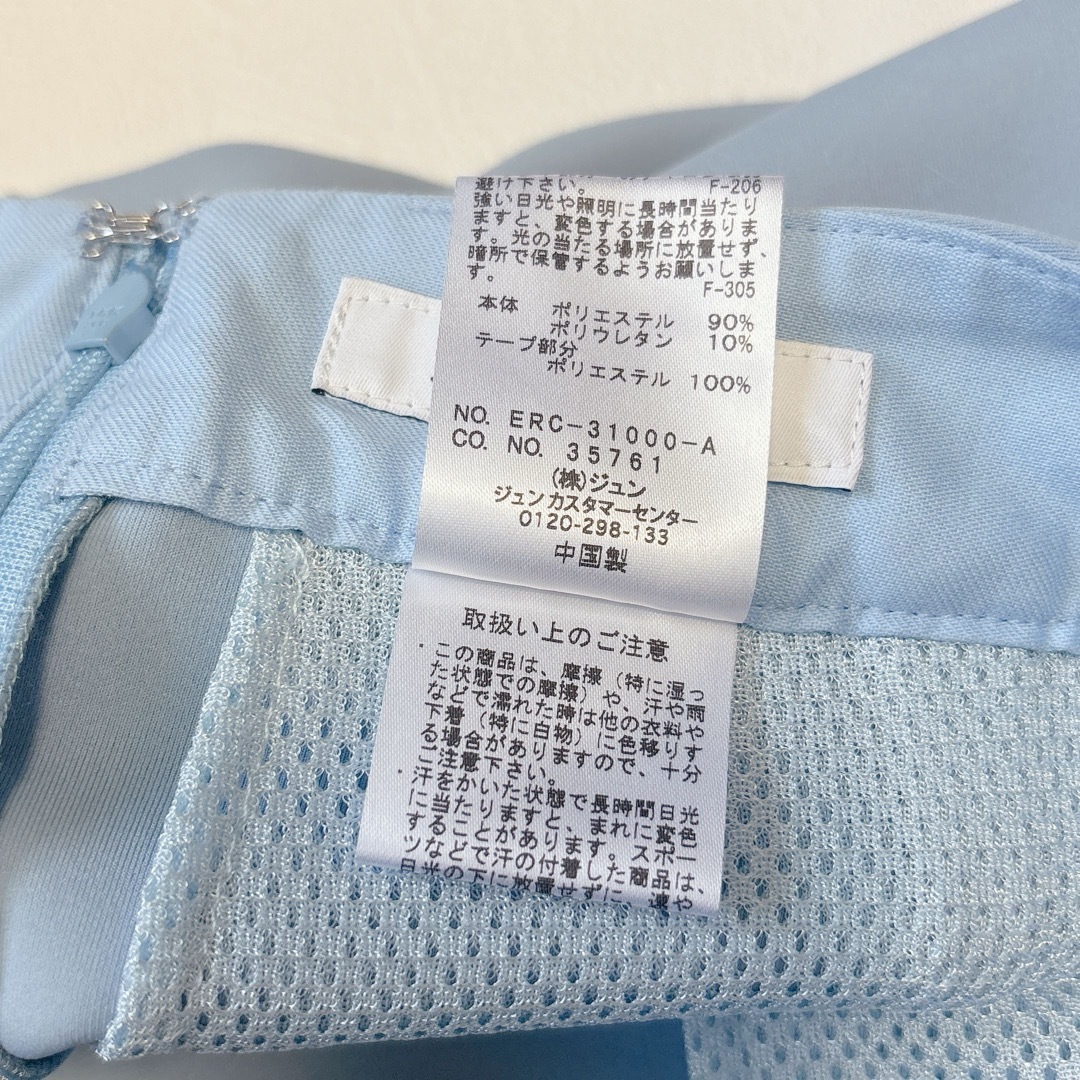 避け下さい。
F-206
強い日光や照明に長時間当たり
ますと、変色する場合がありま
す。光の当たる場所に放置せず、
暗所で保管するようお願いしま
す。
F-305
本体 ポリエステル 90%
ポリウレタン 10%
テープ部分
ポリエステル 100%
NO. ERC-31000-A
CO. NO. 35761
(株)ジュン
ジュンカスタマーセンター
0120-298-133
中国製
取扱い上のご注意
・この商品は、摩擦（特に湿っ
た状態での摩擦）や、汗や雨
などで濡れた時は他の衣料や
下着（特に白物）に色移りす
る場合がありますので、十分
ご注意下さい。
・汗をかいた状態で長時間日光
に当たりますと、まれに変色
することがあります。スポー
ツなどで汗の付着した商品は、
日光の下に放置せずに、速や